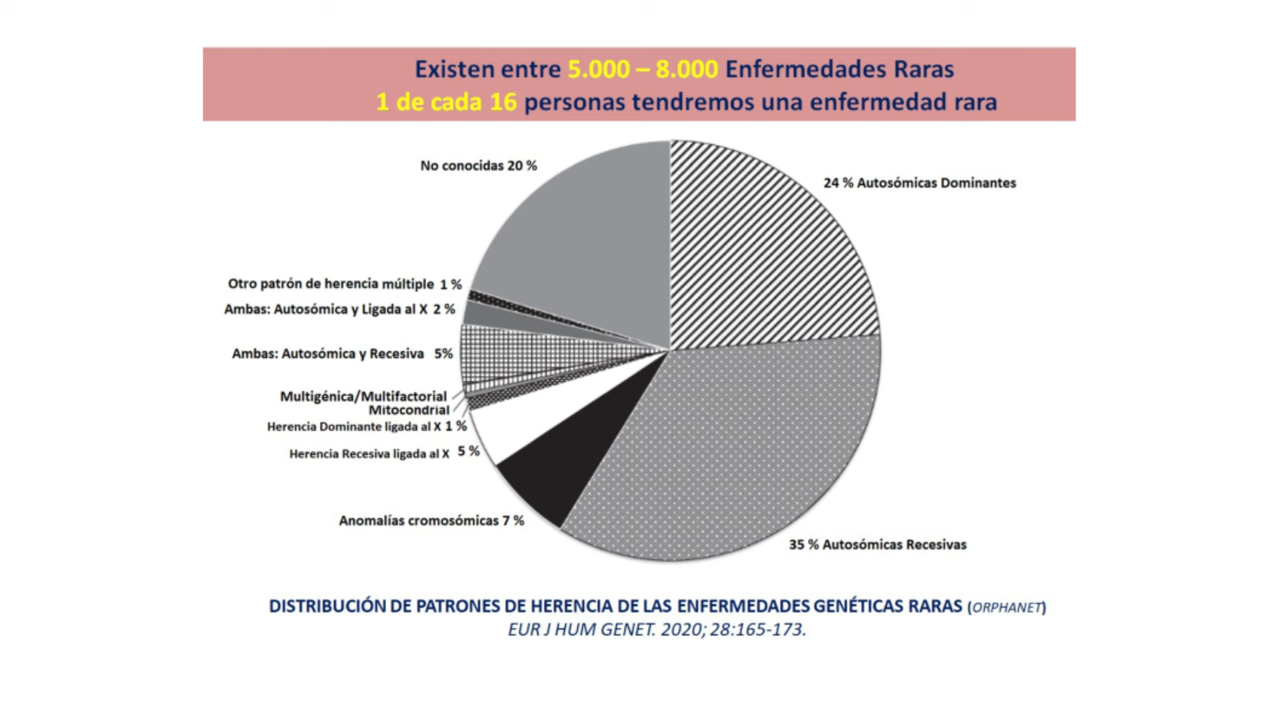 Existen entre 5.000 – 8.000 Enfermedades Raras
1 de cada 16 personas tendremos una enfermedad rara
No conocidas 20 %
24 % Autosómicas Dominantes
Otro patrón de herencia múltiple 1 %
Ambas: Autosómica y Ligada al X 2 %
Ambas: Autosómica y Recesiva 5%
Multigénica/Multifactorial
Mitocondrial
Herencia Dominante ligada al X 1 %
Herencia Recesiva ligada al X 5 %
Anomalías cromosómicas 7 %
35 % Autosómicas Recesivas
DISTRIBUCIÓN DE PATRONES DE HERENCIA DE LAS ENFERMEDADES GENÉTICAS RARAS (ORPHANET)
EUR J HUM GENET. 2020; 28:165-173.